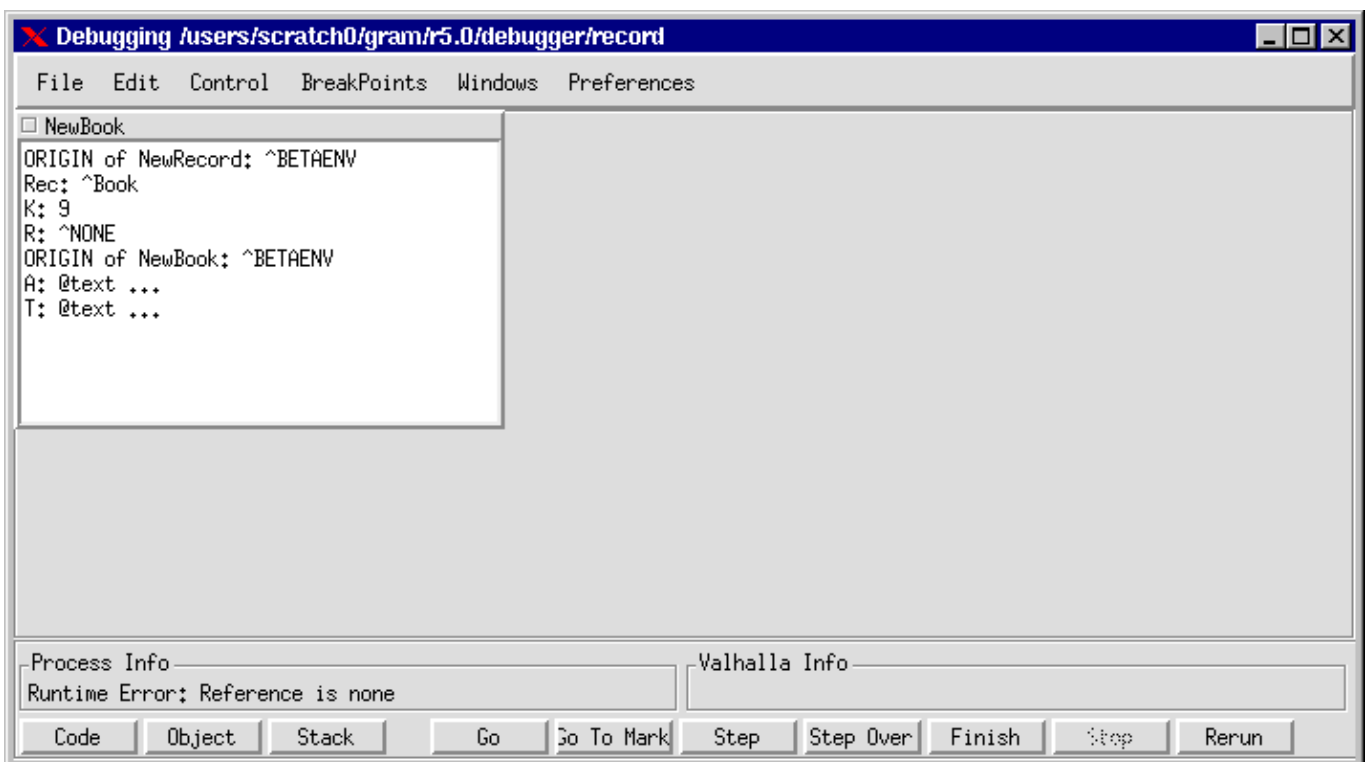 Debugging /users/scratch0/gram/r5.0/debugger/record
File Edit Control BreakPoints Windows Preferences
NewBook
ORIGIN of NewRecord: ^BETAENV
Rec: ^Book
K: 9
R: ^NONE
ORIGIN of NewBook: ^BETAENV
A: @text ...
T: @text ...
Process Info Valhalla Info
Runtime Error: Reference is none
Code Object Stack Go Go To Mark Step Step Over Finish Stop Rerun